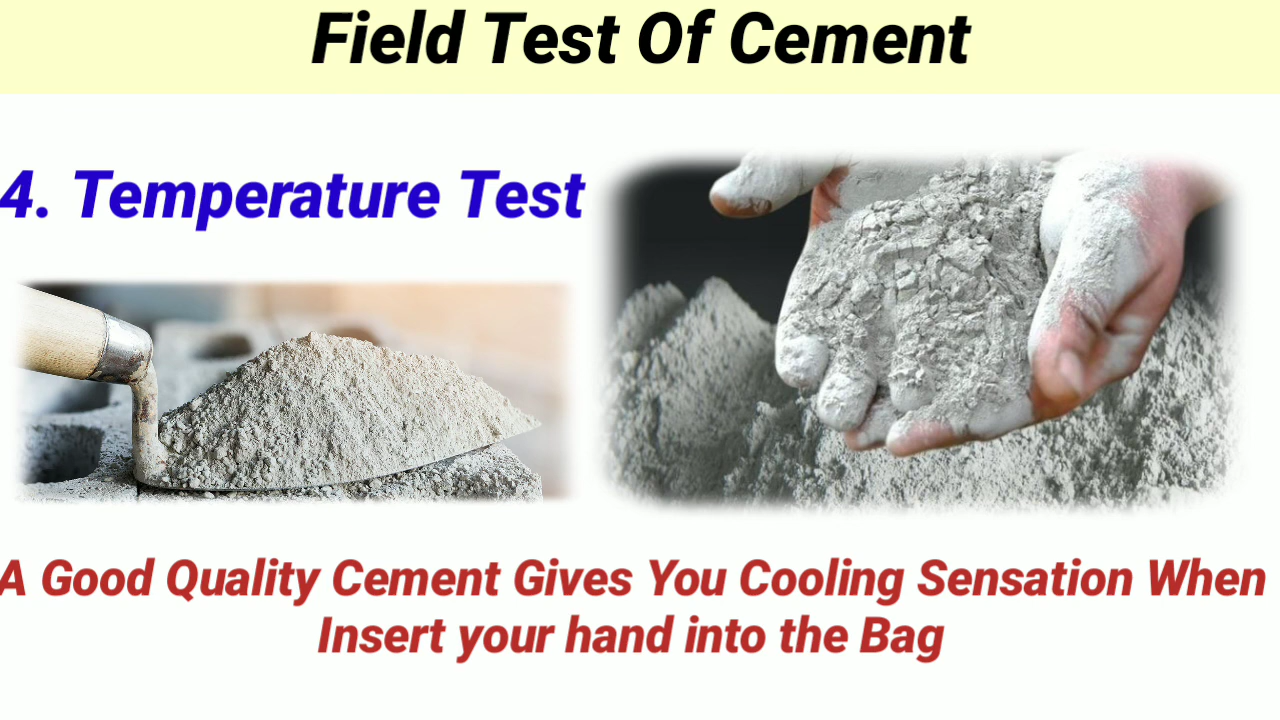 Field Test Of Cement
4. Temperature Test
A Good Quality Cement Gives You Cooling Sensation When
Insert your hand into the Bag